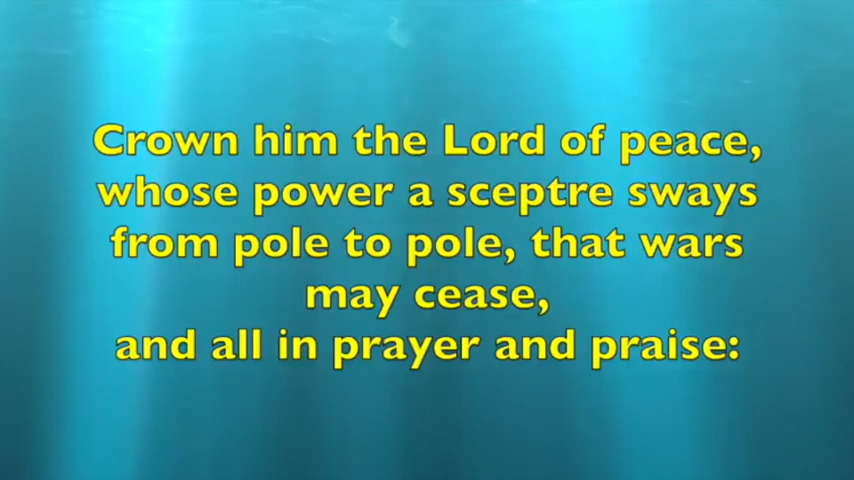 Crown him the Lord of peace,
whose power a sceptre sways
from pole to pole, that wars
may cease,
and all in prayer and praise: